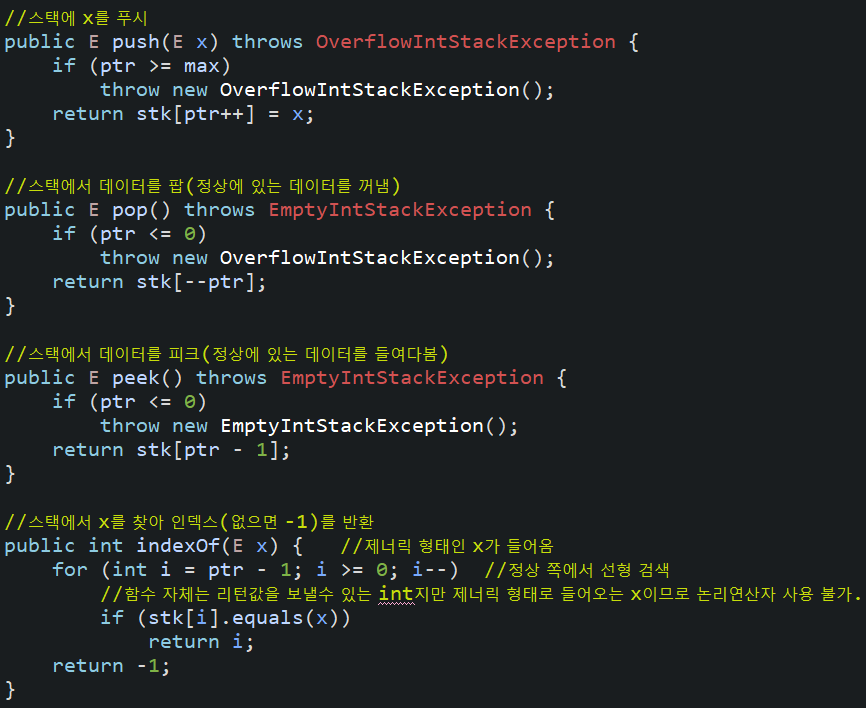 //스택에 x를 푸시
public E push(E x) throws OverflowIntStackException {
    if (ptr >= max)
        throw new OverflowIntStackException();
    return stk[ptr++] = x;
}

//스택에서 데이터를 팝(정상에 있는 데이터를 꺼냄)
public E pop() throws EmptyIntStackException {
    if (ptr <= 0)
        throw new OverflowIntStackException();
    return stk[--ptr];
}

//스택에서 데이터를 피크(정상에 있는 데이터를 들여다봄)
public E peek() throws EmptyIntStackException {
    if (ptr <= 0)
        throw new EmptyIntStackException();
    return stk[ptr - 1];
}

//스택에서 x를 찾아 인덱스(없으면 -1)를 반환
public int indexOf(E x) {   //제너릭 형태인 x가 들어옴
    for (int i = ptr - 1; i >= 0; i--)  //정상 쪽에서 선형 검색
        //함수 자체는 리턴값을 보낼수 있는 int지만 제너릭 형태로 들어오는 x이므로 논리연산자 사용 불가.
        if (stk[i].equals(x))
            return i;
    return -1;
}